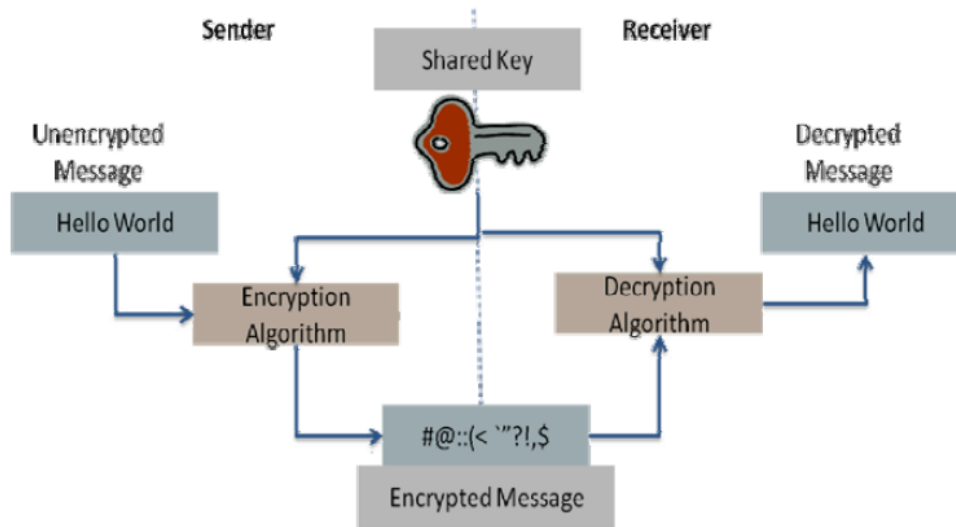 Sender
Receiver
Shared Key
Unencrypted
Message
Decrypted
Message
Hello World
Hello World
Encryption
Algorithm
Decryption
Algorithm
#@::(< `”?!,$
Encrypted Message